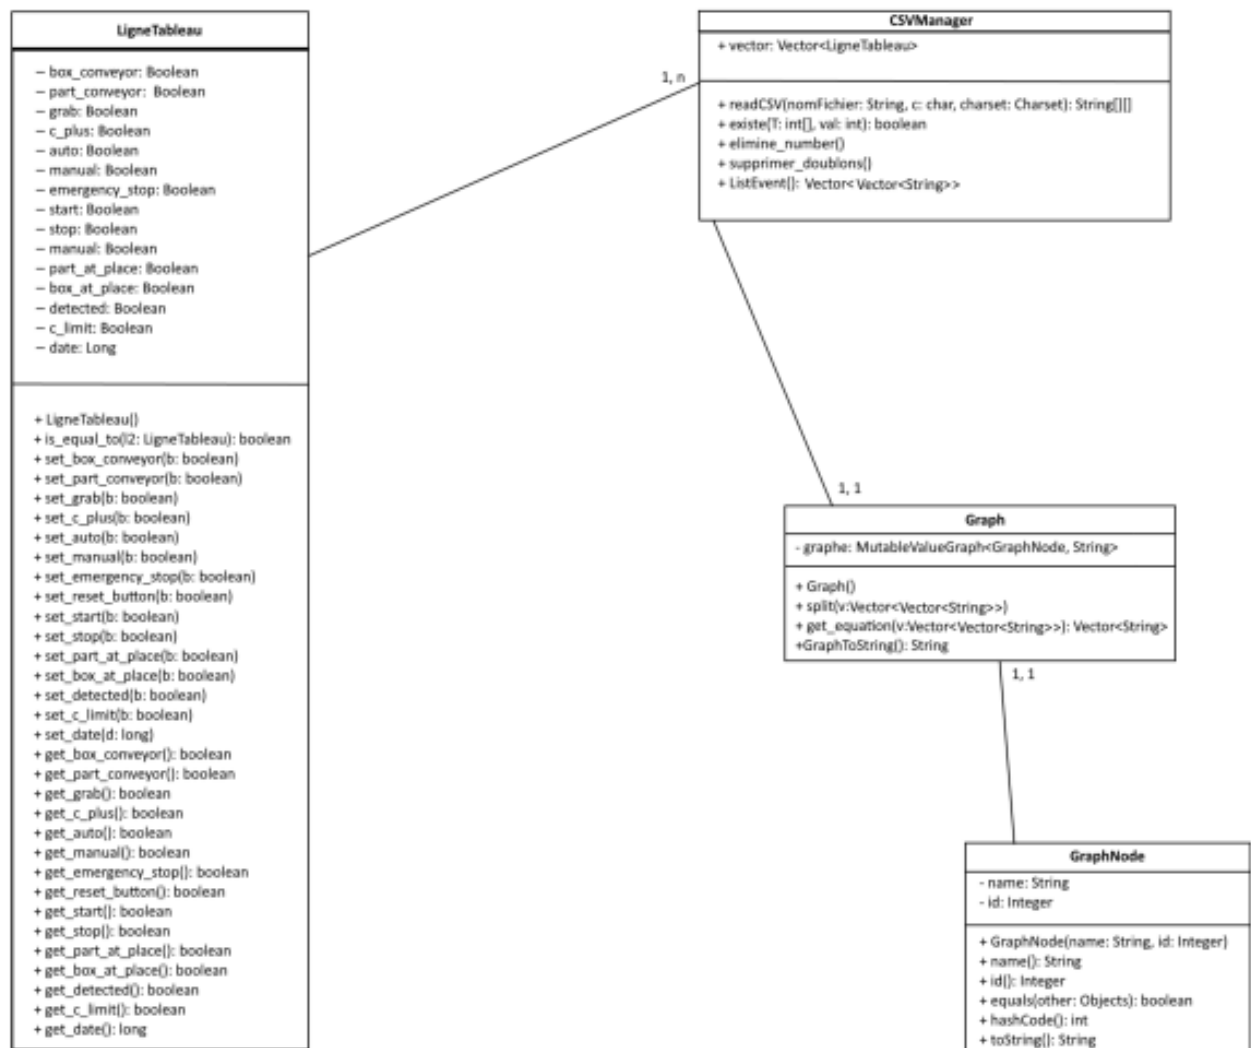 LigneTableau
– box_conveyor: Boolean
– part_conveyor: Boolean
– grab: Boolean
– c_plus: Boolean
– auto: Boolean
– manual: Boolean
– emergency_stop: Boolean
– start: Boolean
– stop: Boolean
– manual: Boolean
– part_at_place: Boolean
– box_at_place: Boolean
– detected: Boolean
– c_limit: Boolean
– date: Long
+ LigneTableau()
+ is_equal_to(l2: LigneTableau): boolean
+ set_box_conveyor(b: boolean)
+ set_part_conveyor(b: boolean)
+ set_grab(b: boolean)
+ set_c_plus(b: boolean)
+ set_auto(b: boolean)
+ set_manual(b: boolean)
+ set_emergency_stop(b: boolean)
+ set_reset_button(b: boolean)
+ set_start(b: boolean)
+ set_stop(b: boolean)
+ set_part_at_place(b: boolean)
+ set_box_at_place(b: boolean)
+ set_detected(b: boolean)
+ set_c_limit(b: boolean)
+ set_date(d: long)
+ get_box_conveyor(): boolean
+ get_part_conveyor(): boolean
+ get_grab(): boolean
+ get_c_plus(): boolean
+ get_auto(): boolean
+ get_manual(): boolean
+ get_emergency_stop(): boolean
+ get_reset_button(): boolean
+ get_start(): boolean
+ get_stop(): boolean
+ get_part_at_place(): boolean
+ get_box_at_place(): boolean
+ get_detected(): boolean
+ get_c_limit(): boolean
+ get_date(): long
1, n
CSVManager
+ vector: Vector<LigneTableau>
+ readCSV(nomFichier: String, c: char, charset: Charset): String[][]
+ existe(T: int[], val: int): boolean
+ elimine_number()
+ supprimer_doublons()
+ ListEvent(): Vector< Vector<String>>
1, 1
Graph
- graphe: MutableValueGraph<GraphNode, String>
+ Graph()
+ split(v:Vector<Vector<String>>)
+ get_equation(v:Vector<Vector<String>>): Vector<String>
+GraphToString(): String
1, 1
GraphNode
- name: String
- id: Integer
+ GraphNode(name: String, id: Integer)
+ name(): String
+ id(): Integer
+ equals(other: Objects): boolean
+ hashCode(): int
+ toString(): String